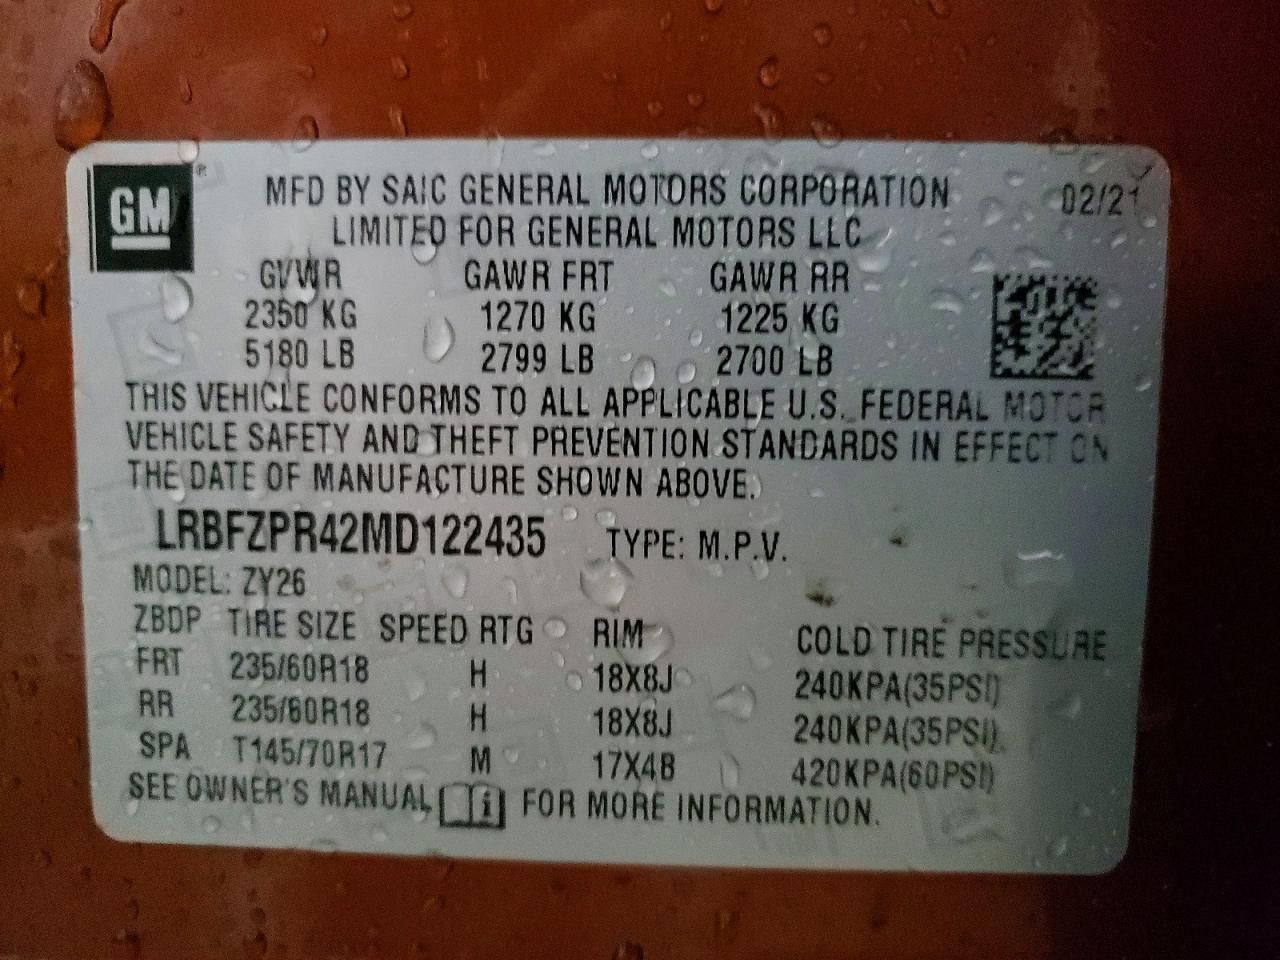 GM ®
MFD BY SAIC GENERAL MOTORS CORPORATION 02/21
LIMITED FOR GENERAL MOTORS LLC
GVWR GAWR FRT GAWR RR
2350 KG 1270 KG 1225 KG
5180 LB 2799 LB 2700 LB
THIS VEHICLE CONFORMS TO ALL APPLICABLE U.S. FEDERAL MOTOR
VEHICLE SAFETY AND THEFT PREVENTION STANDARDS IN EFFECT ON
THE DATE OF MANUFACTURE SHOWN ABOVE.
LRBFZPR42MD122435 TYPE: M.P.V.
MODEL: ZY26
ZBDP TIRE SIZE SPEED RTG RIM COLD TIRE PRESSURE
FRT 235/60R18 H 18X8J 240KPA(35PSI)
RR 235/60R18 H 18X8J 240KPA(35PSI)
SPA T145/70R17 M 17X4B 420KPA(60PSI)
SEE OWNER'S MANUAL i FOR MORE INFORMATION.